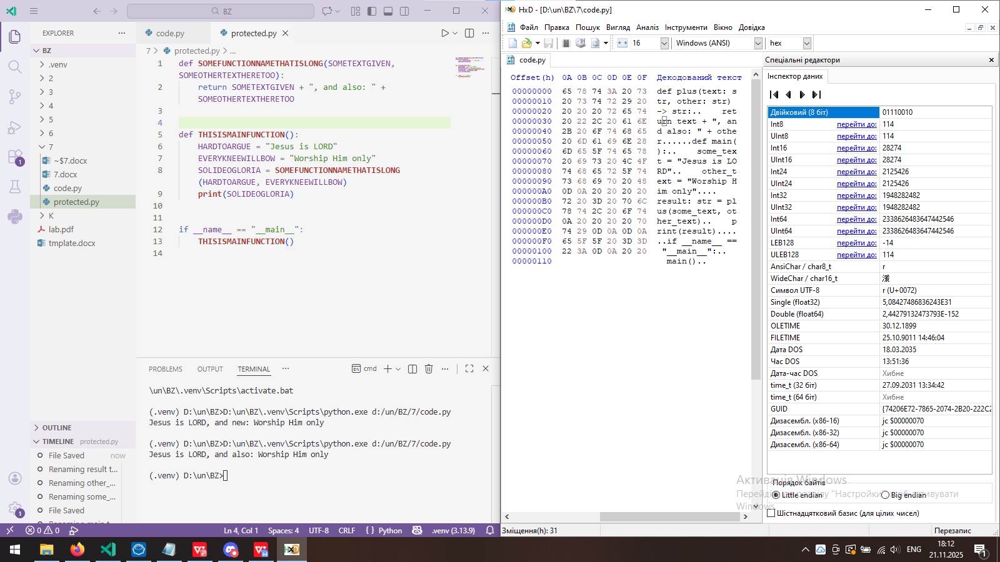 BZ
EXPLORER
BZ
.venv
2
3
4
5
6
7
~$7.docx
7.docx
code.py
protected.py
K
lab.pdf
tmplate.docx
OUTLINE
TIMELINE protected.py
File Saved now
Renaming result t...
Renaming other_...
Renaming some_...
File Saved
code.py
protected.py
7 > protected.py > ...
1 def SOMEFUNCTIONNAMETHATISLONG(SOMETEXTGIVEN,
SOMEOTHERTEXTHERETOO):
2 return SOMETEXTGIVEN + ", and also: " +
SOMEOTHERTEXTHERETOO
3
4
5 def THISISMAINFUNCTION():
6 HARDTOARGUE = "Jesus is LORD"
7 EVERYKNEEWILLBOW = "Worship Him only"
8 SOLIDEOGLORIA = SOMEFUNCTIONNAMETHATISLONG
(HARDTOARGUE, EVERYKNEEWILLBOW)
9 print(SOLIDEOGLORIA)
10
11
12 if __name__ == "__main__":
13 THISISMAINFUNCTION()
14
PROBLEMS OUTPUT TERMINAL ... cmd
\un\BZ\.venv\Scripts\activate.bat
(.venv) D:\un\BZ>D:\un\BZ\.venv\Scripts\python.exe d:/un/BZ/7/code.py
Jesus is LORD, and new: Worship Him only
(.venv) D:\un\BZ>D:\un\BZ\.venv\Scripts\python.exe d:/un/BZ/7/code.py
Jesus is LORD, and also: Worship Him only
(.venv) D:\un\BZ>
0 0 Ln 4, Col 1 Spaces: 4 UTF-8 CRLF { } Python .venv (3.13.9)
HxD - [D:\un\BZ\7\code.py]
Файл Правка Пошук Вигляд Аналіз Інструменти Вікно Довідка
16 Windows (ANSI) hex
code.py
Offset(h) 0A 0B 0C 0D 0E 0F Декодований текст
00000000 65 78 74 3A 20 73 def plus(text: s
00000010 20 73 74 72 29 20 tr, other: str)
00000020 20 20 20 72 65 74 -> str:.. ret
00000030 20 22 2C 20 61 6E urn text + ", an
00000040 2B 20 6F 74 68 65 d also: " + othe
00000050 20 6D 61 69 6E 28 r......def main(
00000060 6D 65 5F 74 65 78 ):.. some_tex
00000070 20 69 73 20 4C 4F t = "Jesus is LO
00000080 74 68 65 72 5F 74 RD".. other_t
00000090 73 68 69 70 20 48 ext = "Worship H
000000A0 0D 0A 20 20 20 20 im only"....
000000B0 72 20 3D 20 70 6C result: str = pl
000000C0 78 74 2C 20 6F 74 us(some_text, ot
000000D0 0A 20 20 20 20 70 her_text).. p
000000E0 74 29 0D 0A 0D 0A rint(result)....
000000F0 65 5F 5F 20 3D 3D ..if __name__ ==
00000100 22 3A 0D 0A 20 20 "__main__":..
00000110 main()..
Спеціальні редактори
Інспектор даних
Двійковий (8 біт) 01110010
Int8 перейти до: 114
UInt8 перейти до: 114
Int16 перейти до: 28274
UInt16 перейти до: 28274
Int24 перейти до: 2125426
UInt24 перейти до: 2125426
Int32 перейти до: 1948282482
UInt32 перейти до: 1948282482
Int64 перейти до: 2338626483647442546
UInt64 перейти до: 2338626483647442546
LEB128 перейти до: -14
ULEB128 перейти до: 114
AnsiChar / char8_t r
WideChar / char16_t
Символ UTF-8 r (U+0072)
Single (float32) 5,08427486836243E31
Double (float64) 2,44279132473793E-152
OLETIME 30.12.1899
FILETIME 25.10.9011 14:46:04
Дата DOS 18.03.2035
Час DOS 13:51:36
Дата-час DOS Хибне
time_t (32 біт) 27.09.2031 13:34:42
time_t (64 біт) Хибне
GUID {74206E72-7865-2074-2B20-222C2
Дизасембл. (x86-16) jc $00000070
Дизасембл. (x86-32) jc $00000070
Дизасембл. (x86-64) jc $00000070
Активація Windows
Порядок байтів
Little endian Big endian
Windows
Шістнадцятковий базис (для цілих чисел)
Зміщення(h): 31 Перезапис
ENG 18:12
21.11.2025
1